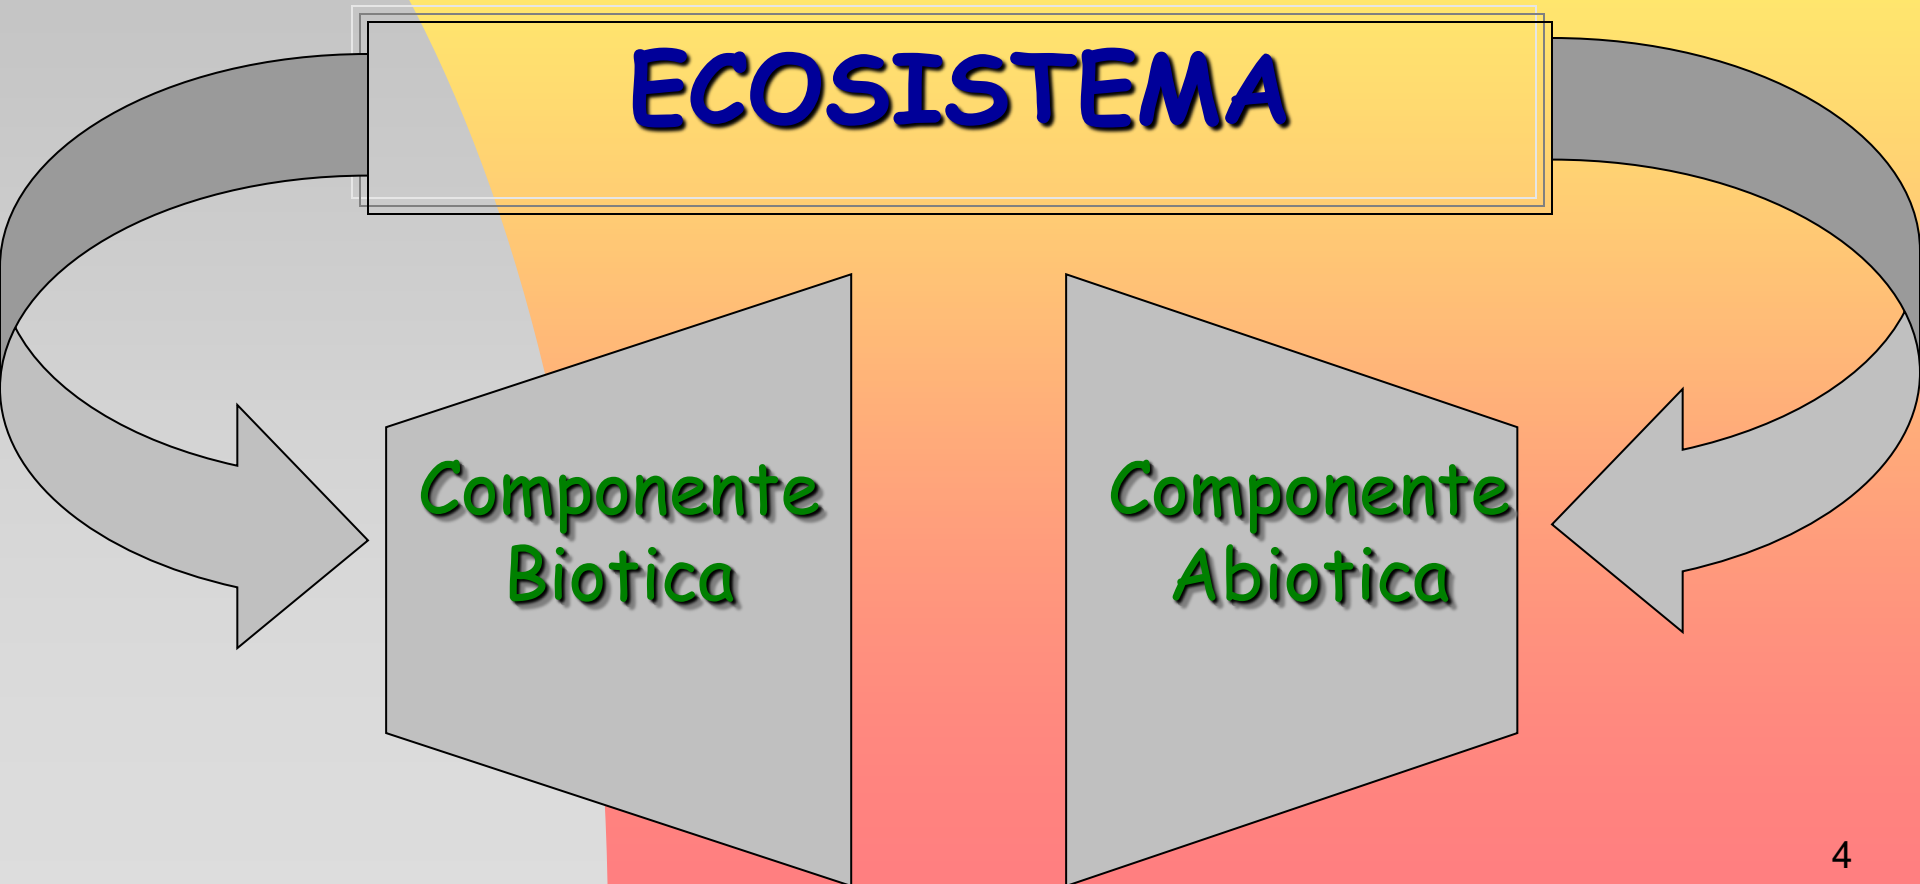 ECOSISTEMA
Componente
Biotica
Componente
Abiotica
4